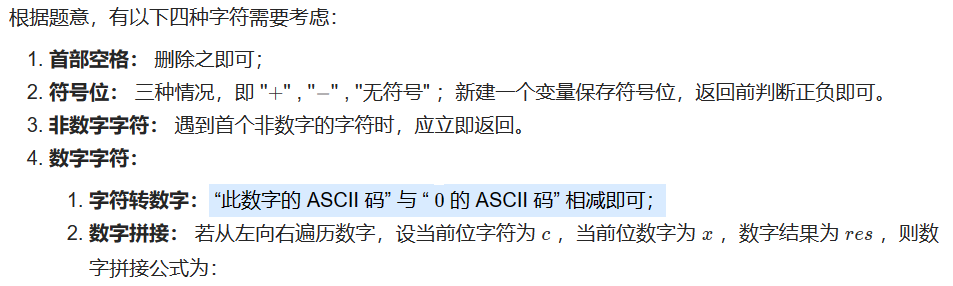 根据题意，有以下四种字符需要考虑：
1. 首部空格： 删除之即可；
2. 符号位： 三种情况，即 "+" , "−" , "无符号" ；新建一个变量保存符号位，返回前判断正负即可。
3. 非数字字符： 遇到首个非数字的字符时，应立即返回。
4. 数字字符：
1. 字符转数字： “此数字的 ASCII 码” 与 “ 0 的 ASCII 码” 相减即可；
2. 数字拼接： 若从左向右遍历数字，设当前位字符为 c ，当前位数字为 x ，数字结果为 res ，则数
字拼接公式为：